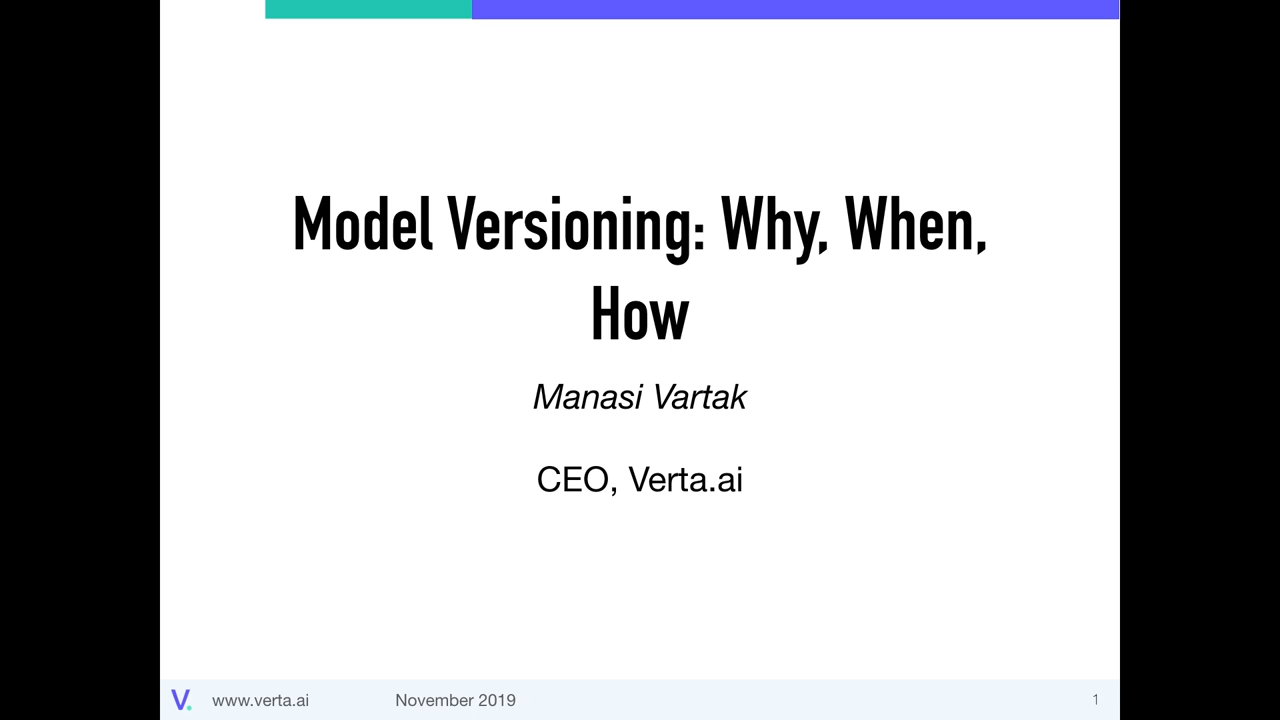 Model Versioning: Why, When,
How
Manasi Vartak
CEO, Verta.ai
V. www.verta.ai November 2019 1